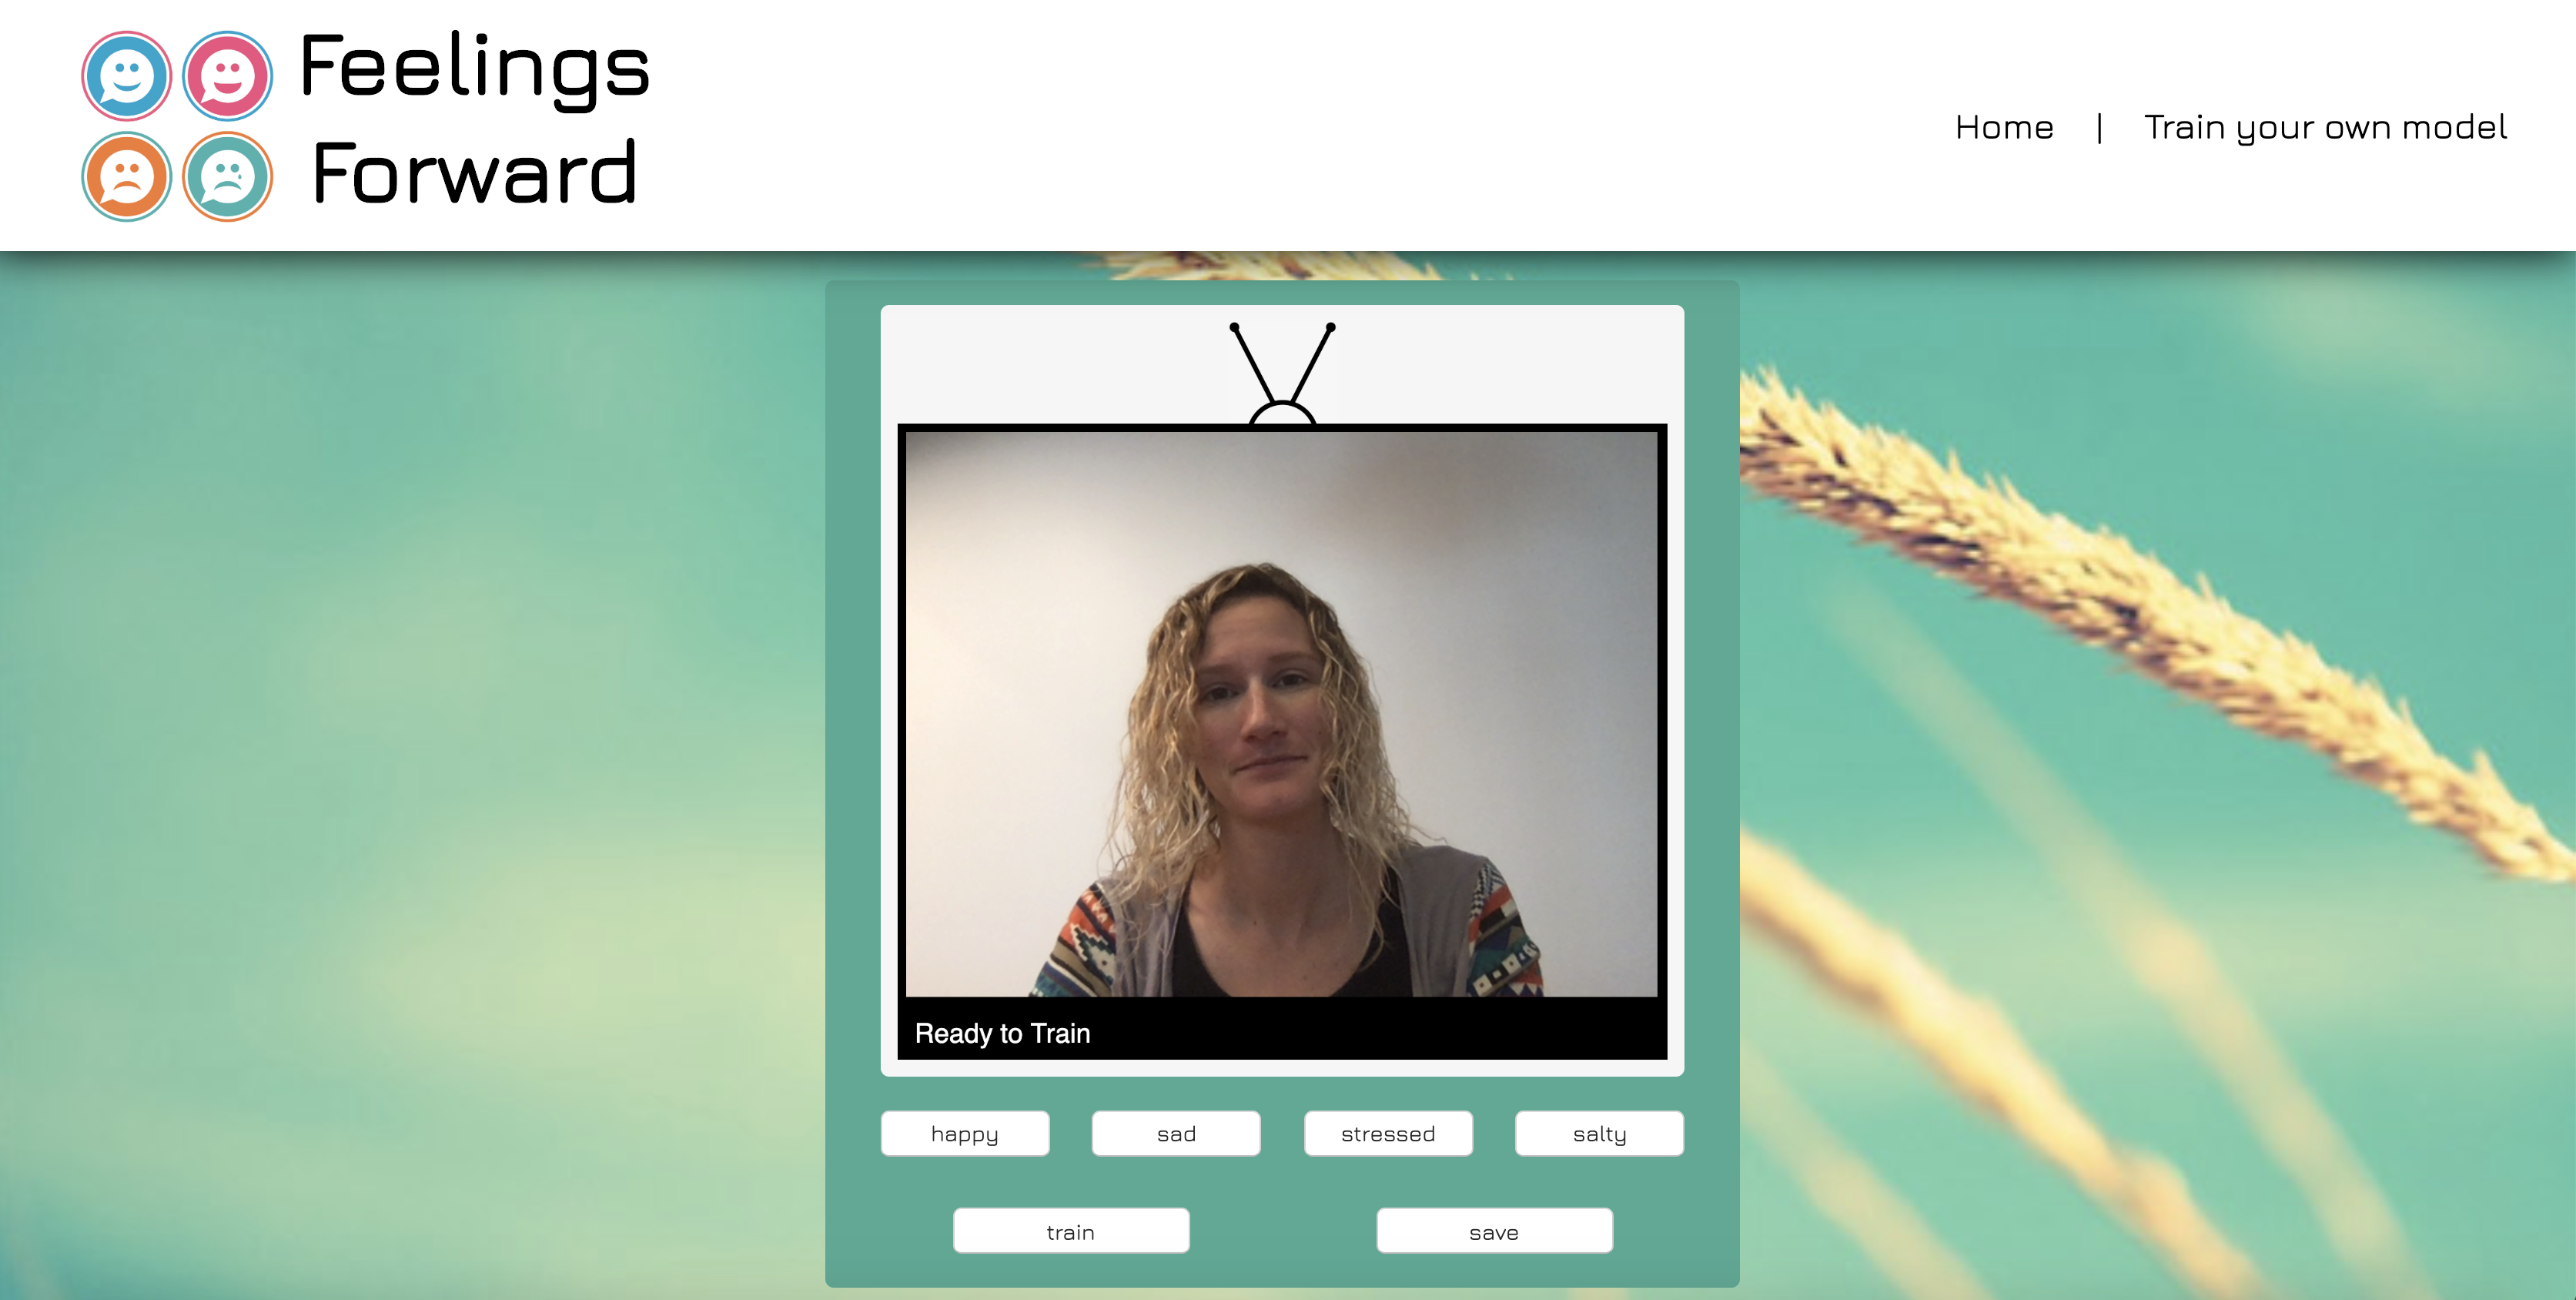 Feelings
Forward
Home | Train your own model
Ready to Train
happy sad stressed salty
train save